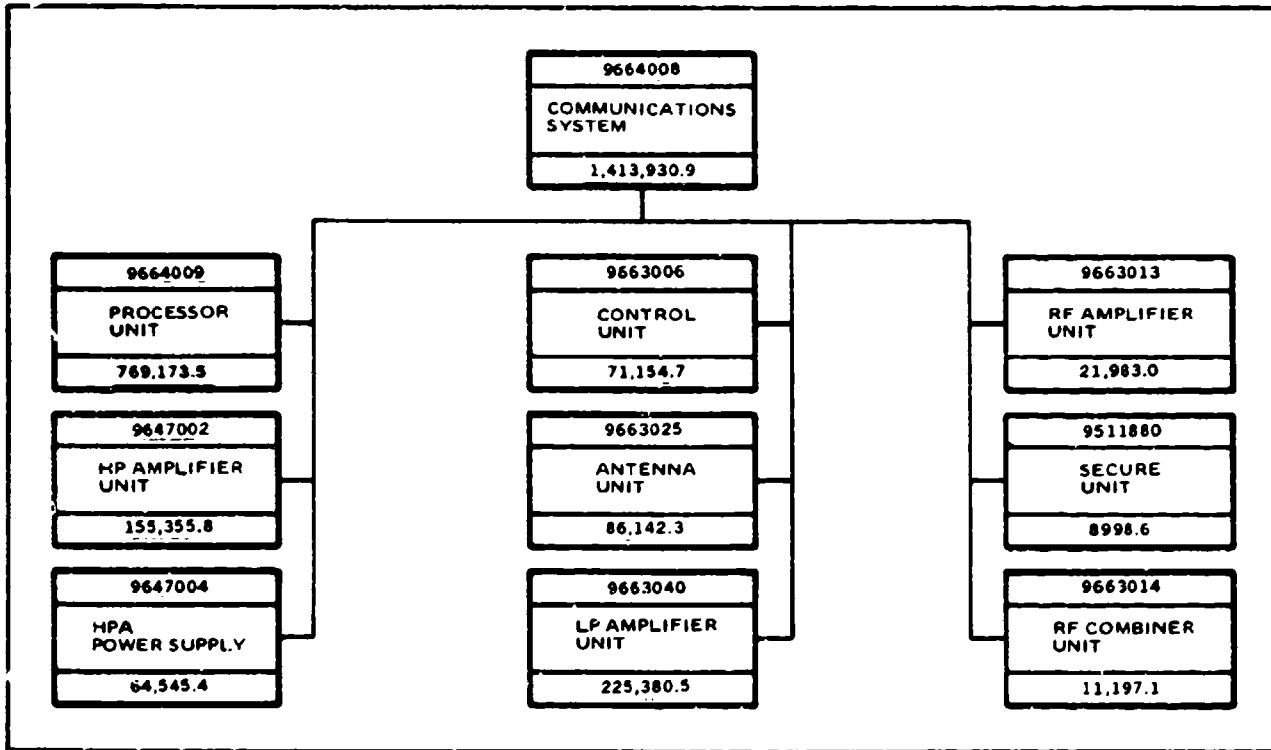 9664008
COMMUNICATIONS
SYSTEM
1,413,930.9
9664009
PROCESSOR
UNIT
769,173.5
9647002
HP AMPLIFIER
UNIT
155,355.8
9647004
HPA
POWER SUPPLY
64,545.4
9663006
CONTROL
UNIT
71,154.7
9663025
ANTENNA
UNIT
86,142.3
9663040
LP AMPLIFIER
UNIT
225,380.5
9663013
RF AMPLIFIER
UNIT
21,983.0
9511880
SECURE
UNIT
8998.6
9663014
RF COMBINER
UNIT
11,197.1